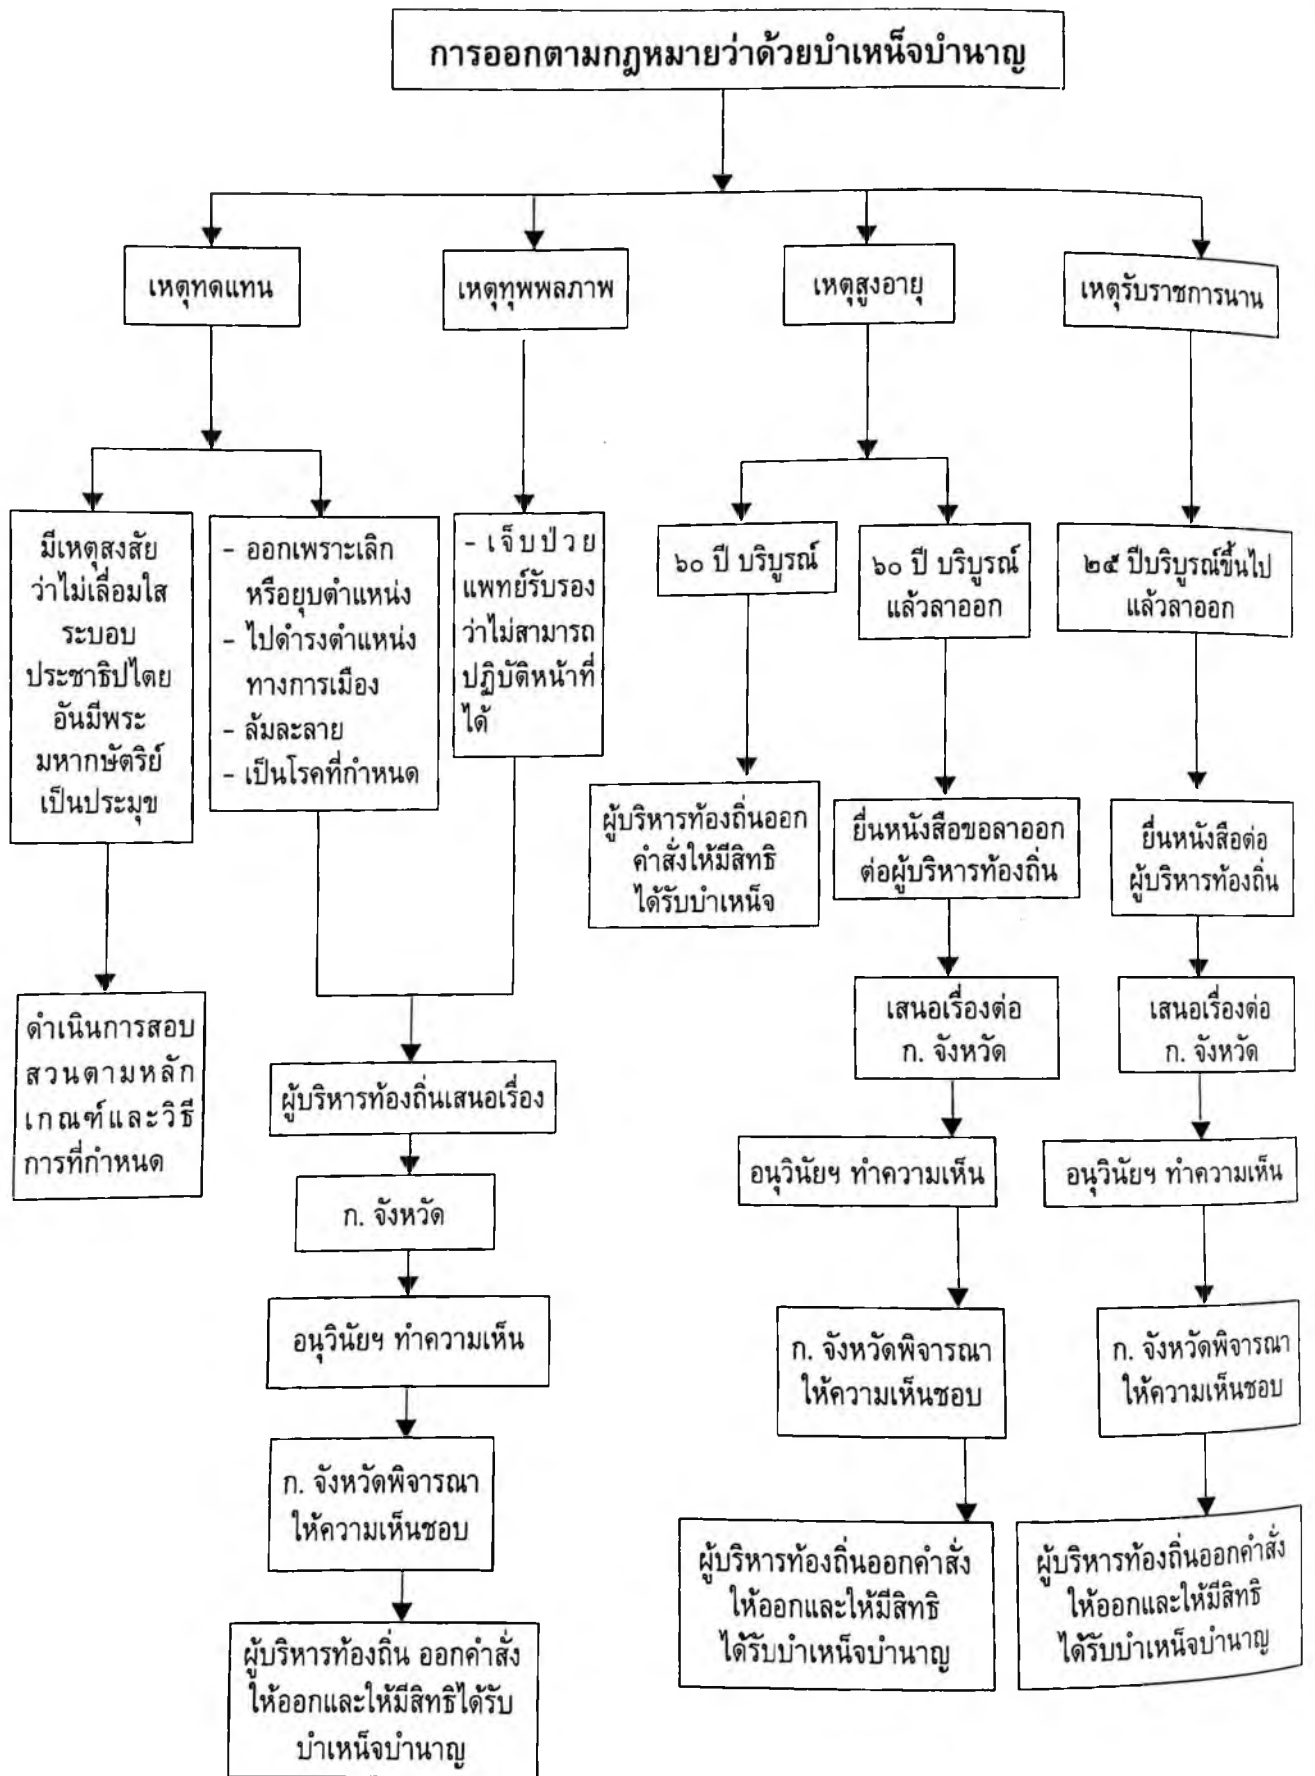 การออกตามกฎหมายว่าด้วยบำเหน็จบำนาญ
เหตุทดแทน
เหตุทุพพลภาพ
เหตุสูงอายุ
เหตุรับราชการนาน
มีเหตุสงสัย
ว่าไม่เลื่อมใส
ระบอบ
ประชาธิปไตย
อันมีพระ
มหากษัตริย์
เป็นประมุข
- ออกเพราะเลิก
หรือยุบตำแหน่ง
- ไปดำรงตำแหน่ง
ทางการเมือง
- ล้มละลาย
- เป็นโรคที่กำหนด
- เจ็บป่วย
แพทย์รับรอง
ว่าไม่สามารถ
ปฏิบัติหน้าที่
ได้
๖๐ ปี บริบูรณ์
๖๐ ปี บริบูรณ์
แล้วลาออก
๒๕ ปีบริบูรณ์ขึ้นไป
แล้วลาออก
ผู้บริหารท้องถิ่นออก
คำสั่งให้มีสิทธิ
ได้รับบำเหน็จ
ยื่นหนังสือขอลาออก
ต่อผู้บริหารท้องถิ่น
ยื่นหนังสือต่อ
ผู้บริหารท้องถิ่น
ดำเนินการสอบ
สวนตามหลัก
เกณฑ์และวิธี
การที่กำหนด
ผู้บริหารท้องถิ่นเสนอเรื่อง
ก. จังหวัด
อนุวินัยฯ ทำความเห็น
ก. จังหวัดพิจารณา
ให้ความเห็นชอบ
ผู้บริหารท้องถิ่น ออกคำสั่ง
ให้ออกและให้มีสิทธิได้รับ
บำเหน็จบำนาญ
เสนอเรื่องต่อ
ก. จังหวัด
อนุวินัยฯ ทำความเห็น
ก. จังหวัดพิจารณา
ให้ความเห็นชอบ
ผู้บริหารท้องถิ่นออกคำสั่ง
ให้ออกและให้มีสิทธิ
ได้รับบำเหน็จบำนาญ
เสนอเรื่องต่อ
ก. จังหวัด
อนุวินัยฯ ทำความเห็น
ก. จังหวัดพิจารณา
ให้ความเห็นชอบ
ผู้บริหารท้องถิ่นออกคำสั่ง
ให้ออกและให้มีสิทธิ
ได้รับบำเหน็จบำนาญ